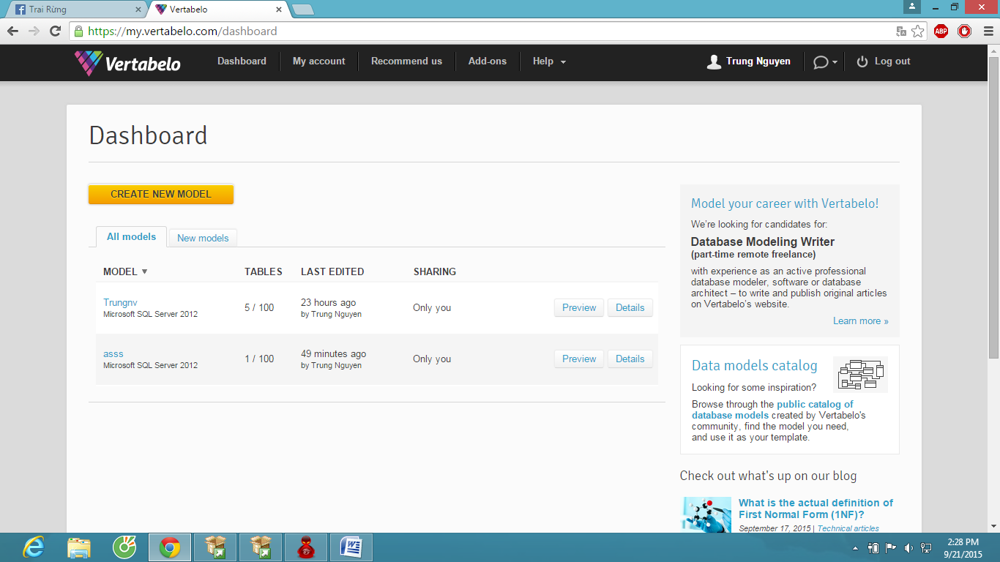 Trai Rừng
Vertabelo
https://my.vertabelo.com/dashboard
ABP
Vertabelo
Dashboard
My account
Recommend us
Add-ons
Help
Trung Nguyen
Log out
Dashboard
CREATE NEW MODEL
All models
New models
MODEL TABLES LAST EDITED SHARING
Trungnv
Microsoft SQL Server 2012
5 / 100
23 hours ago
by Trung Nguyen
Only you
Preview
Details
asss
Microsoft SQL Server 2012
1 / 100
49 minutes ago
by Trung Nguyen
Only you
Preview
Details
Model your career with Vertabelo!
We're looking for candidates for:
Database Modeling Writer
(part-time remote freelance)
with experience as an active professional
database modeler, software or database
architect – to write and publish original articles
on Vertabelo's website.
Learn more »
Data models catalog
Looking for some inspiration?
Browse through the public catalog of
database models created by Vertabelo's
community, find the model you need,
and use it as your template.
Check out what's up on our blog
What is the actual definition of
First Normal Form (1NF)?
September 17, 2015 | Technical articles
2:28 PM
9/21/2015